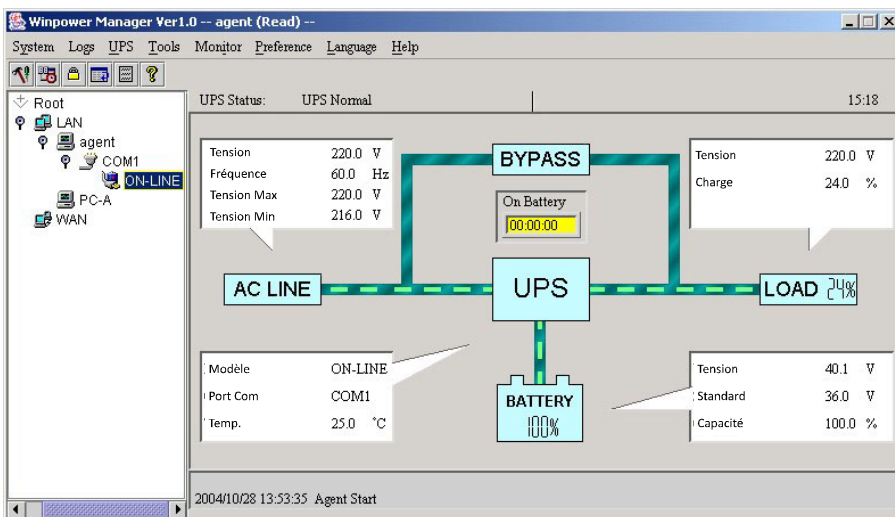 Winpower Manager Ver1.0 -- agent (Read) --
System Logs UPS Tools Monitor Preference Language Help
Root
LAN
agent
COM1
ON-LINE
PC-A
WAN
UPS Status: UPS Normal 15:18
Tension 220.0 V
Fréquence 60.0 Hz
Tension Max 220.0 V
Tension Min 216.0 V
BYPASS
On Battery
00:00:00
Tension 220.0 V
Charge 24.0 %
AC LINE
UPS
LOAD 24%
Modèle ON-LINE
Port Com COM1
Temp. 25.0 °C
BATTERY
100%
Tension 40.1 V
Standard 36.0 V
Capacité 100.0 %
2004/10/28 13:53:35 Agent Start